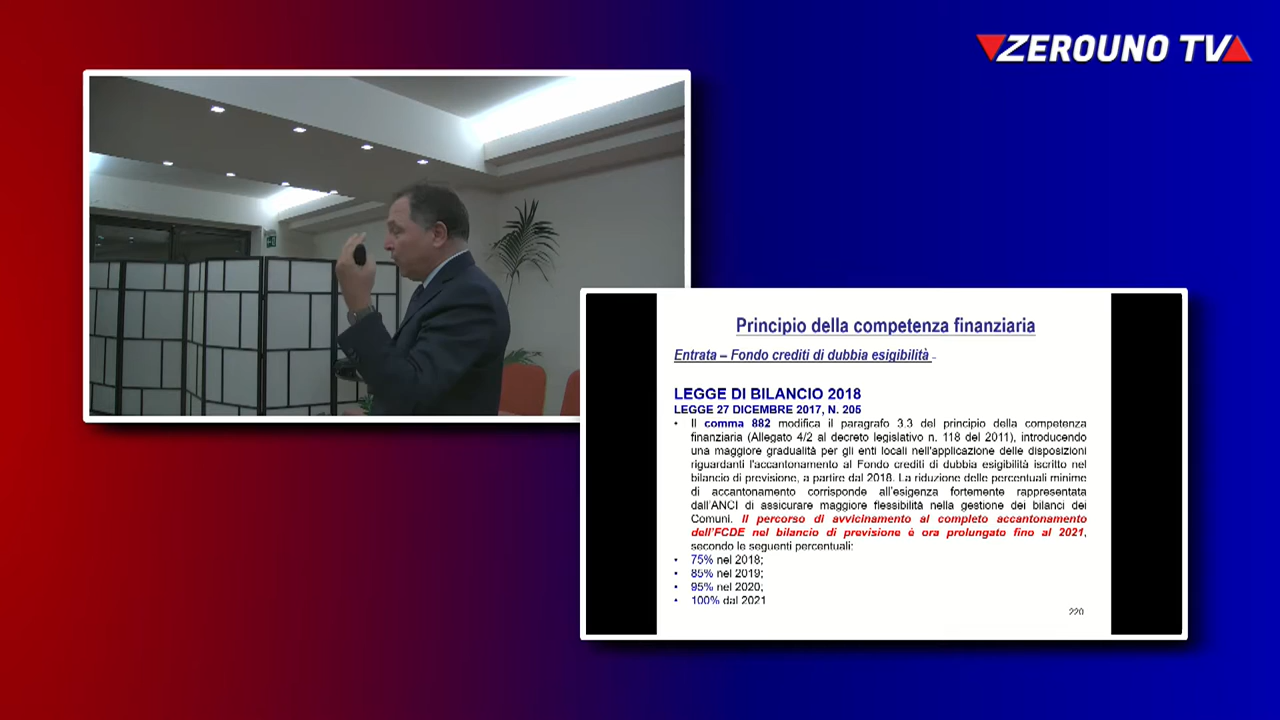 ZEROUNO TV
Principio della competenza finanziaria
Entrata – Fondo crediti di dubbia esigibilità -
LEGGE DI BILANCIO 2018
LEGGE 27 DICEMBRE 2017, N. 205
• Il comma 882 modifica il paragrafo 3.3 del principio della competenza
finanziaria (Allegato 4/2 al decreto legislativo n. 118 del 2011), introducendo
una maggiore gradualità per gli enti locali nell'applicazione delle disposizioni
riguardanti l'accantonamento al Fondo crediti di dubbia esigibilità iscritto nel
bilancio di previsione, a partire dal 2018. La riduzione delle percentuali minime
di accantonamento corrisponde all'esigenza fortemente rappresentata
dall'ANCI di assicurare maggiore flessibilità nella gestione dei bilanci dei
Comuni. Il percorso di avvicinamento al completo accantonamento
dell'FCDE nel bilancio di previsione è ora prolungato fino al 2021,
secondo le seguenti percentuali:
• 75% nel 2018;
• 85% nel 2019;
• 95% nel 2020;
• 100% dal 2021
220